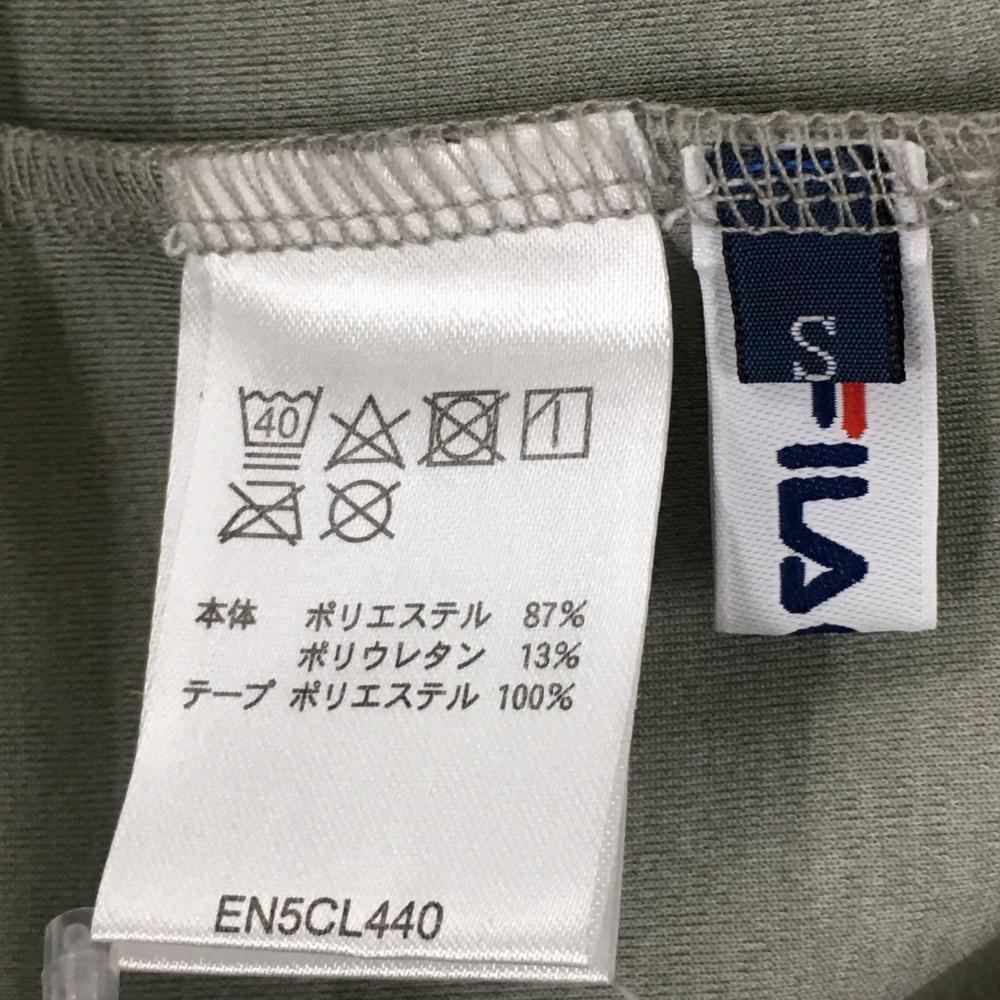 40
本体 ポリエステル 87%
ポリウレタン 13%
テープ ポリエステル 100%
EN5CL440
S
FILA